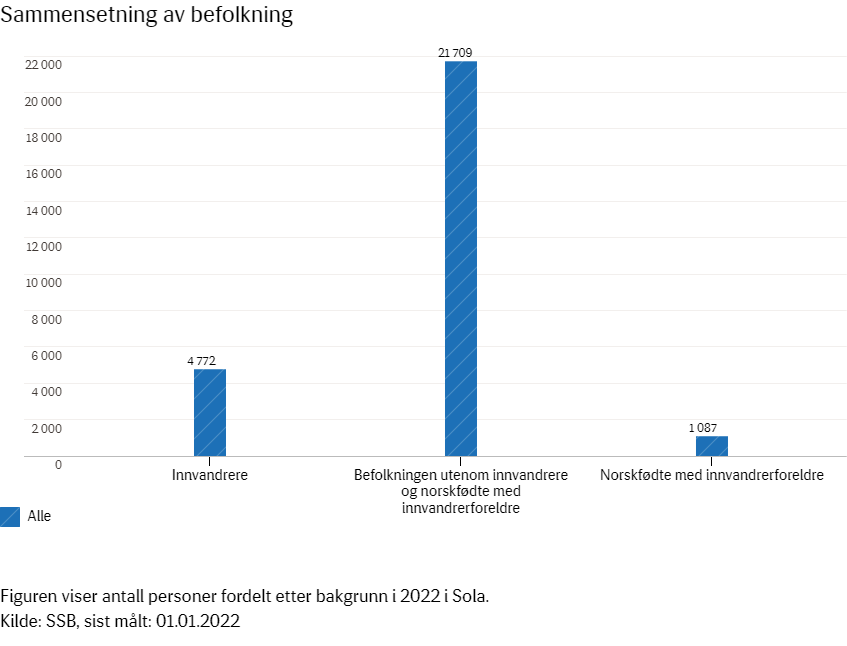 Sammensetning av befolkning
22 000
20 000
18 000
16 000
14 000
12 000
10 000
8 000
6 000
4 000
2 000
0
4 772
21 709
1 087
Innvandrere
Befolkningen utenom innvandrere
og norskfødte med
innvandrerforeldre
Norskfødte med innvandrerforeldre
Alle
Figuren viser antall personer fordelt etter bakgrunn i 2022 i Sola.
Kilde: SSB, sist målt: 01.01.2022